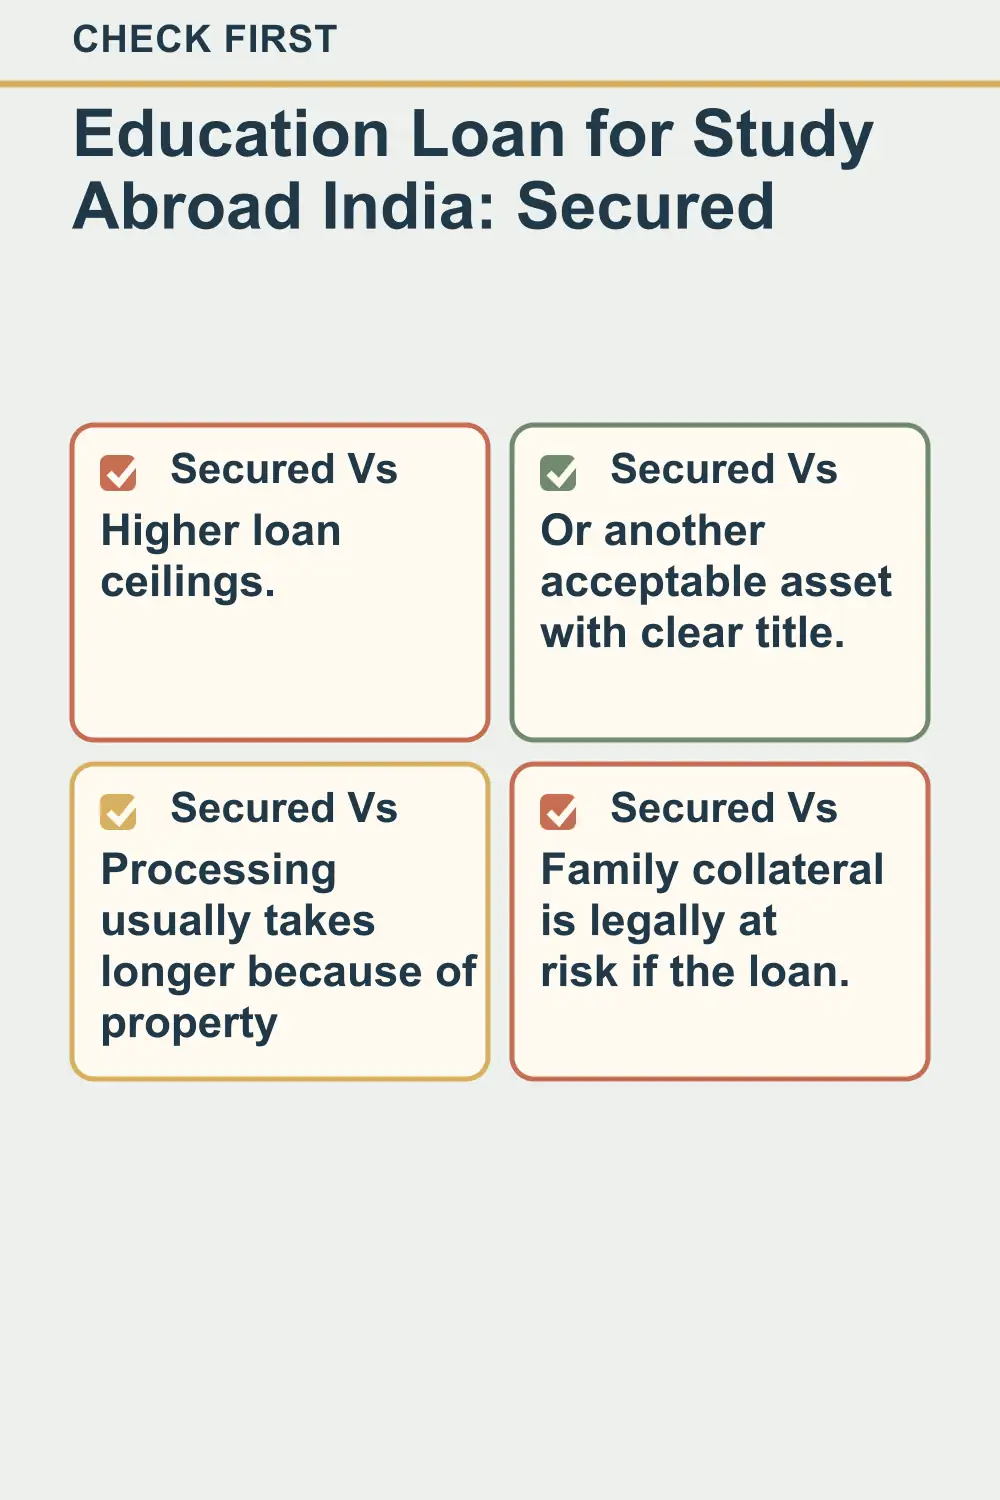 CHECK FIRST
Education Loan for Study
Abroad India: Secured
Secured Vs
Higher loan
ceilings.
Secured Vs
Or another
acceptable asset
with clear title.
Secured Vs
Processing
usually takes
longer because of
property
Secured Vs
Family collateral
is legally at
risk if the loan.